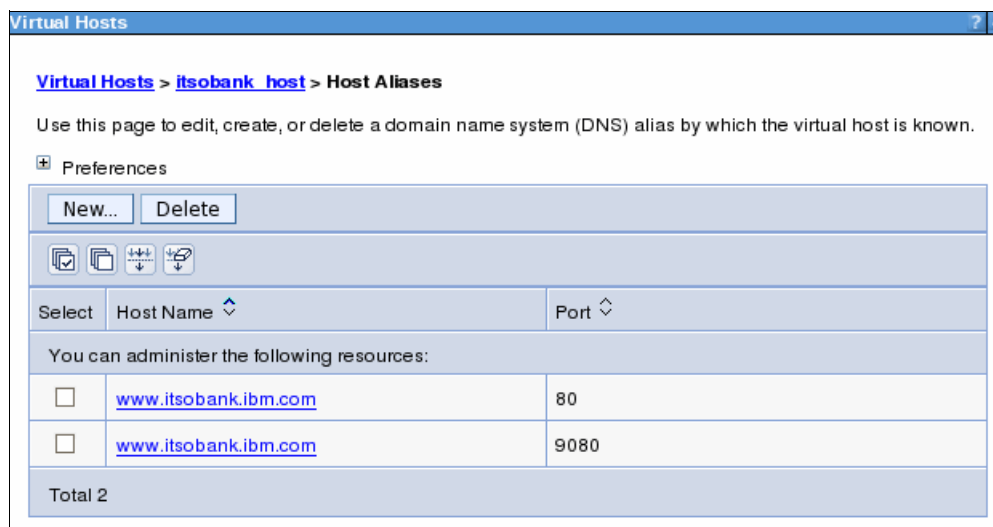 Virtual Hosts ?
Virtual Hosts > itsobank_host > Host Aliases
Use this page to edit, create, or delete a domain name system (DNS) alias by which the virtual host is known.
Preferences
New... Delete
Select Host Name Port
You can administer the following resources:
www.itsobank.ibm.com 80
www.itsobank.ibm.com 9080
Total 2